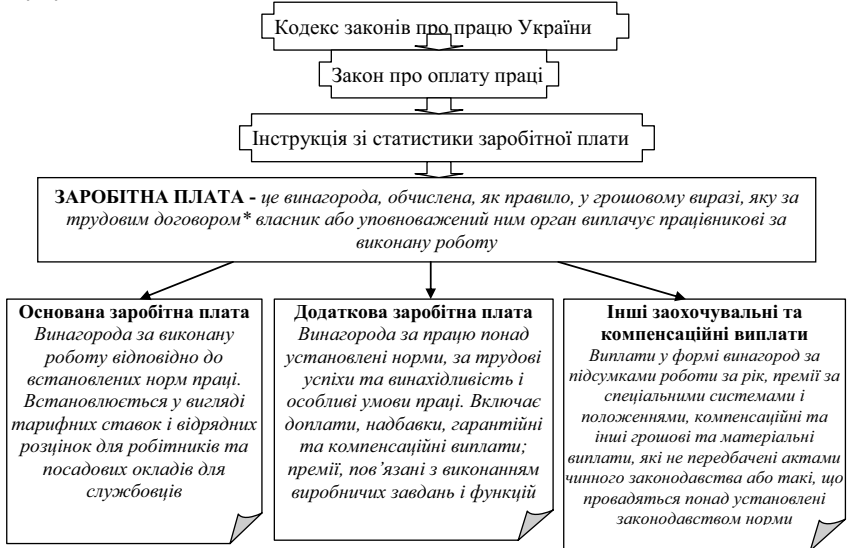 Кодекс законів про працю України
Закон про оплату праці
Інструкція зі статистики заробітної плати
ЗАРОБІТНА ПЛАТА - це винагорода, обчислена, як правило, у грошовому виразі, яку за
трудовим договором* власник або уповноважений ним орган виплачує працівникові за
виконану роботу
Основана заробітна плата
Винагорода за виконану
роботу відповідно до
встановлених норм праці.
Встановлюється у вигляді
тарифних ставок і відрядних
розцінок для робітників та
посадових окладів для
службовців
Додаткова заробітна плата
Винагорода за працю понад
установлені норми, за трудові
успіхи та винахідливість і
особливі умови праці. Включає
доплати, надбавки, гарантійні
та компенсаційні виплати;
премії, пов’язані з виконанням
виробничих завдань і функцій
Інші заохочувальні та
компенсаційні виплати
Виплати у формі винагород за
підсумками роботи за рік, премії за
спеціальними системами і
положеннями, компенсаційні та
інші грошові та матеріальні
виплати, які не передбачені актами
чинного законодавства або такі, що
провадяться понад установлені
законодавством норми